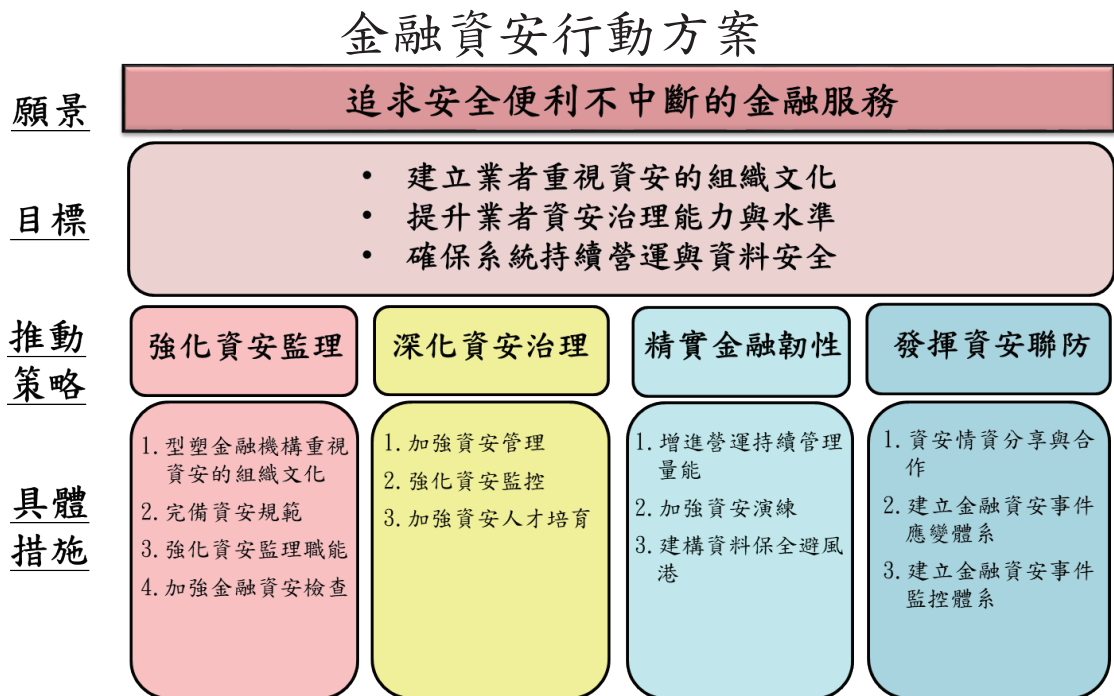 金融資安行動方案
願景
追求安全便利不中斷的金融服務
目標
• 建立業者重視資安的組織文化
• 提升業者資安治理能力與水準
• 確保系統持續營運與資料安全
推動
策略
強化資安監理
深化資安治理
精實金融韌性
發揮資安聯防
具體
措施
1. 型塑金融機構重視
資安的組織文化
2. 完備資安規範
3. 強化資安監理職能
4. 加強金融資安檢查
1. 加強資安管理
2. 強化資安監控
3. 加強資安人才培育
1. 增進營運持續管理
量能
2. 加強資安演練
3. 建構資料保全避風
港
1. 資安情資分享與合
作
2. 建立金融資安事件
應變體系
3. 建立金融資安事件
監控體系